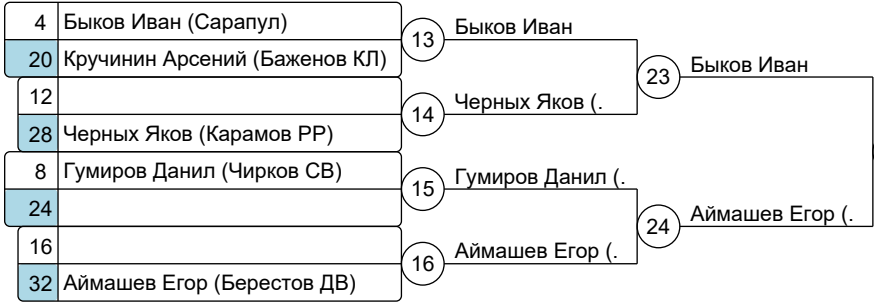 4 Быков Иван (Сарапул)
20 Кручинин Арсений (Баженов КЛ)
13 Быков Иван
12
28 Черных Яков (Карамов РР)
14 Черных Яков (.
23 Быков Иван
8 Гумиров Данил (Чирков СВ)
24
15 Гумиров Данил (.
16
32 Аймашев Егор (Берестов ДВ)
16 Аймашев Егор (.
24 Аймашев Егор (.